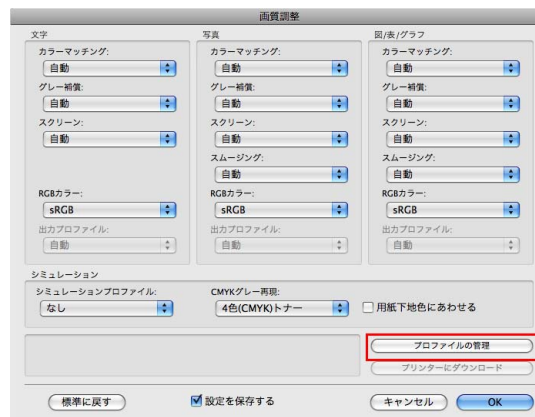 画質調整
文字 写真 図/表/グラフ
カラーマッチング: カラーマッチング: カラーマッチング:
自動 自動 自動
グレー補償: グレー補償: グレー補償:
自動 自動 自動
スクリーン: スクリーン: スクリーン:
自動 自動 自動
スムージング: スムージング:
自動 自動
RGBカラー: RGBカラー: RGBカラー:
sRGB sRGB sRGB
出力プロファイル: 出力プロファイル: 出力プロファイル:
自動 自動 自動
シミュレーション
シミュレーションプロファイル: CMYKグレー再現:
なし 4色(CMYK)トナー 用紙下地色にあわせる
プロファイルの管理
プリンターにダウンロード
標準に戻す 設定を保存する キャンセル OK